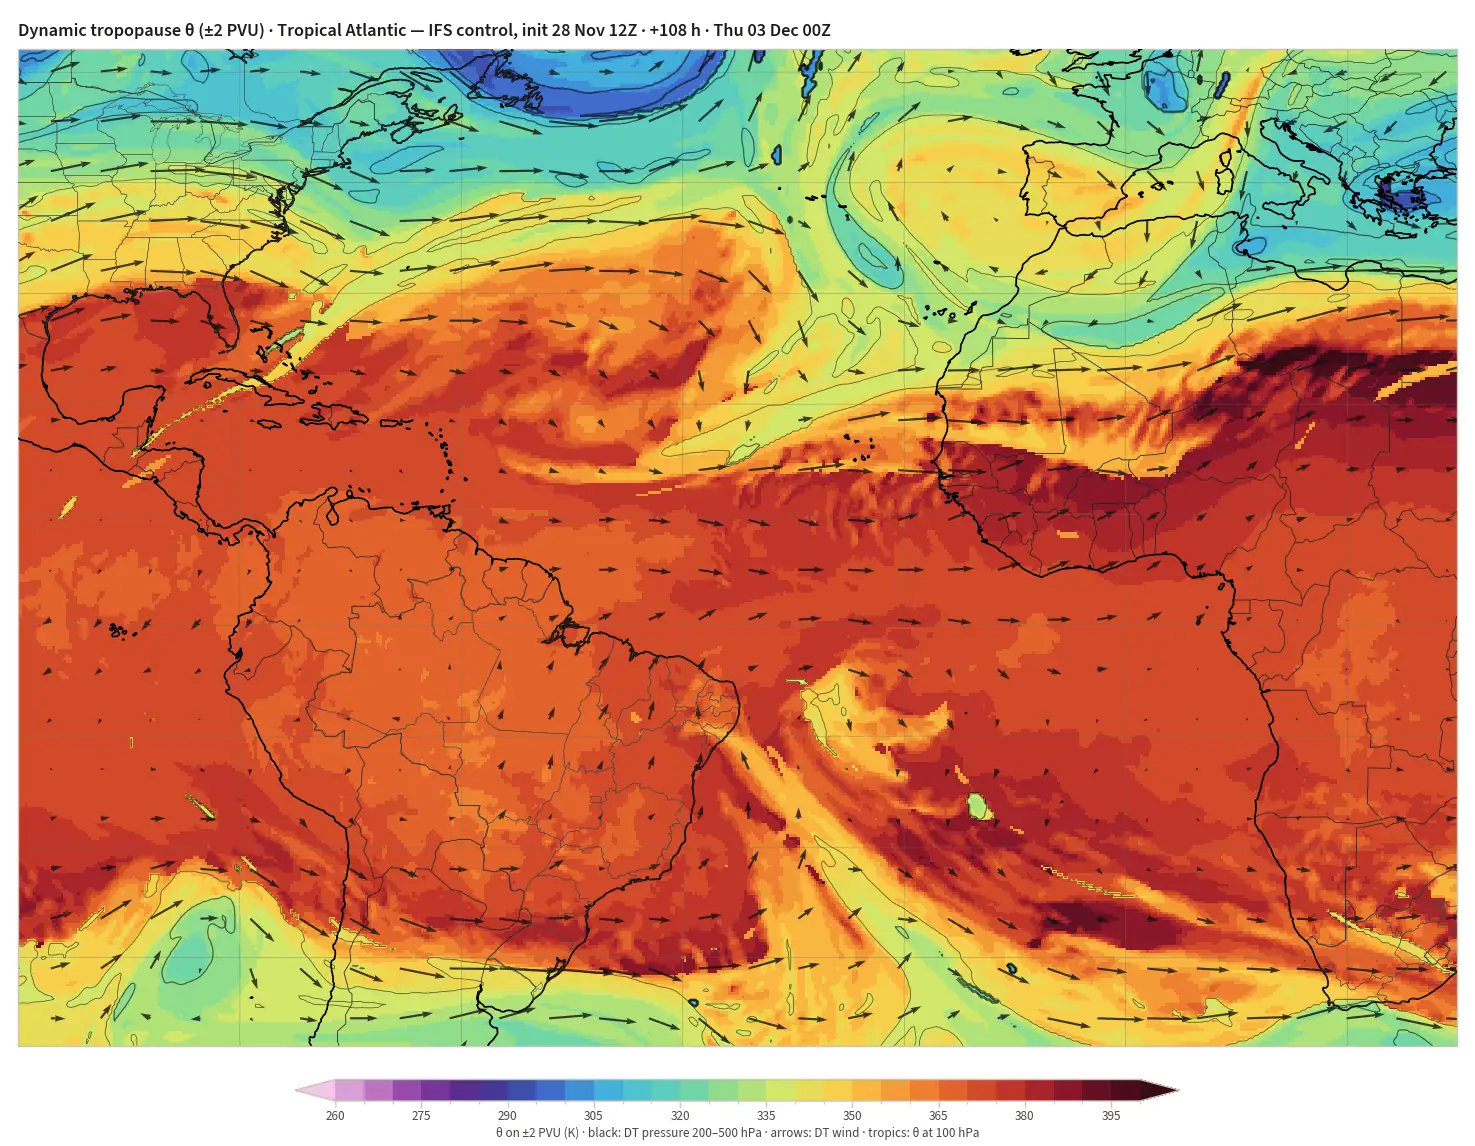 Dynamic tropopause θ (±2 PVU) · Tropical Atlantic — IFS control, init 28 Nov 12Z · +108 h · Thu 03 Dec 00Z
260 275 290 305 320 335 350 365 380 395
θ on ±2 PVU (K) · black: DT pressure 200–500 hPa · arrows: DT wind · tropics: θ at 100 hPa